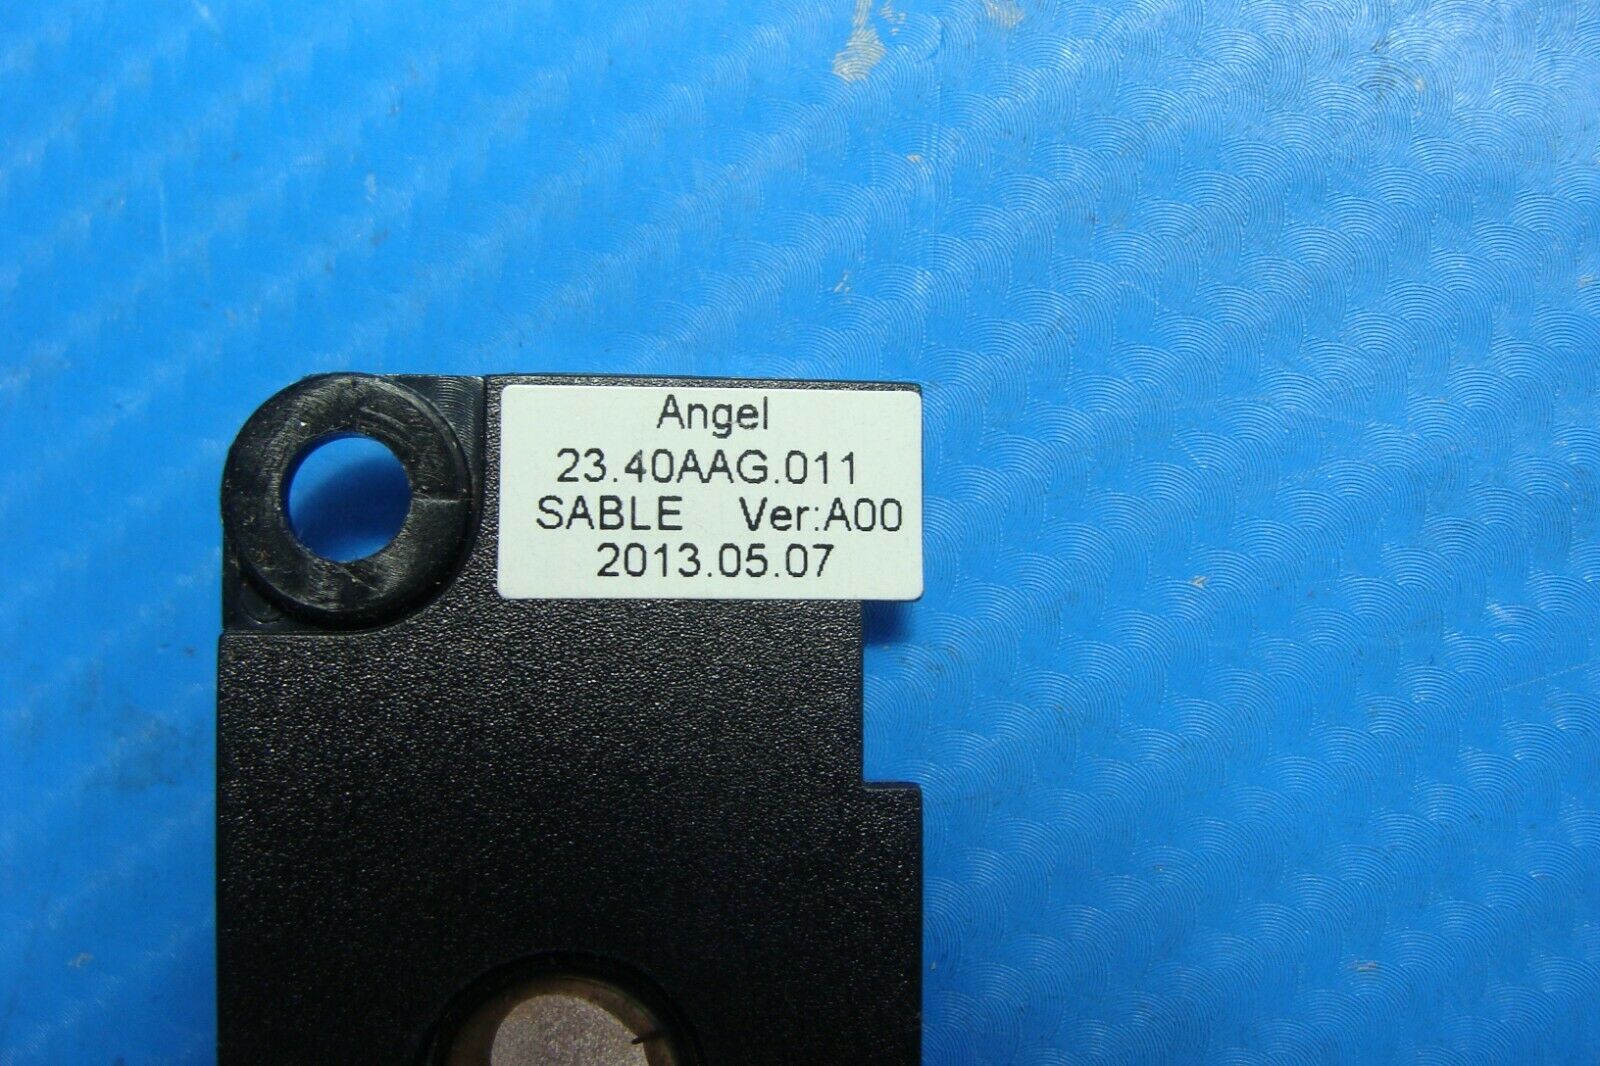 Angel
23.40AAG.011
SABLE Ver:A00
2013.05.07